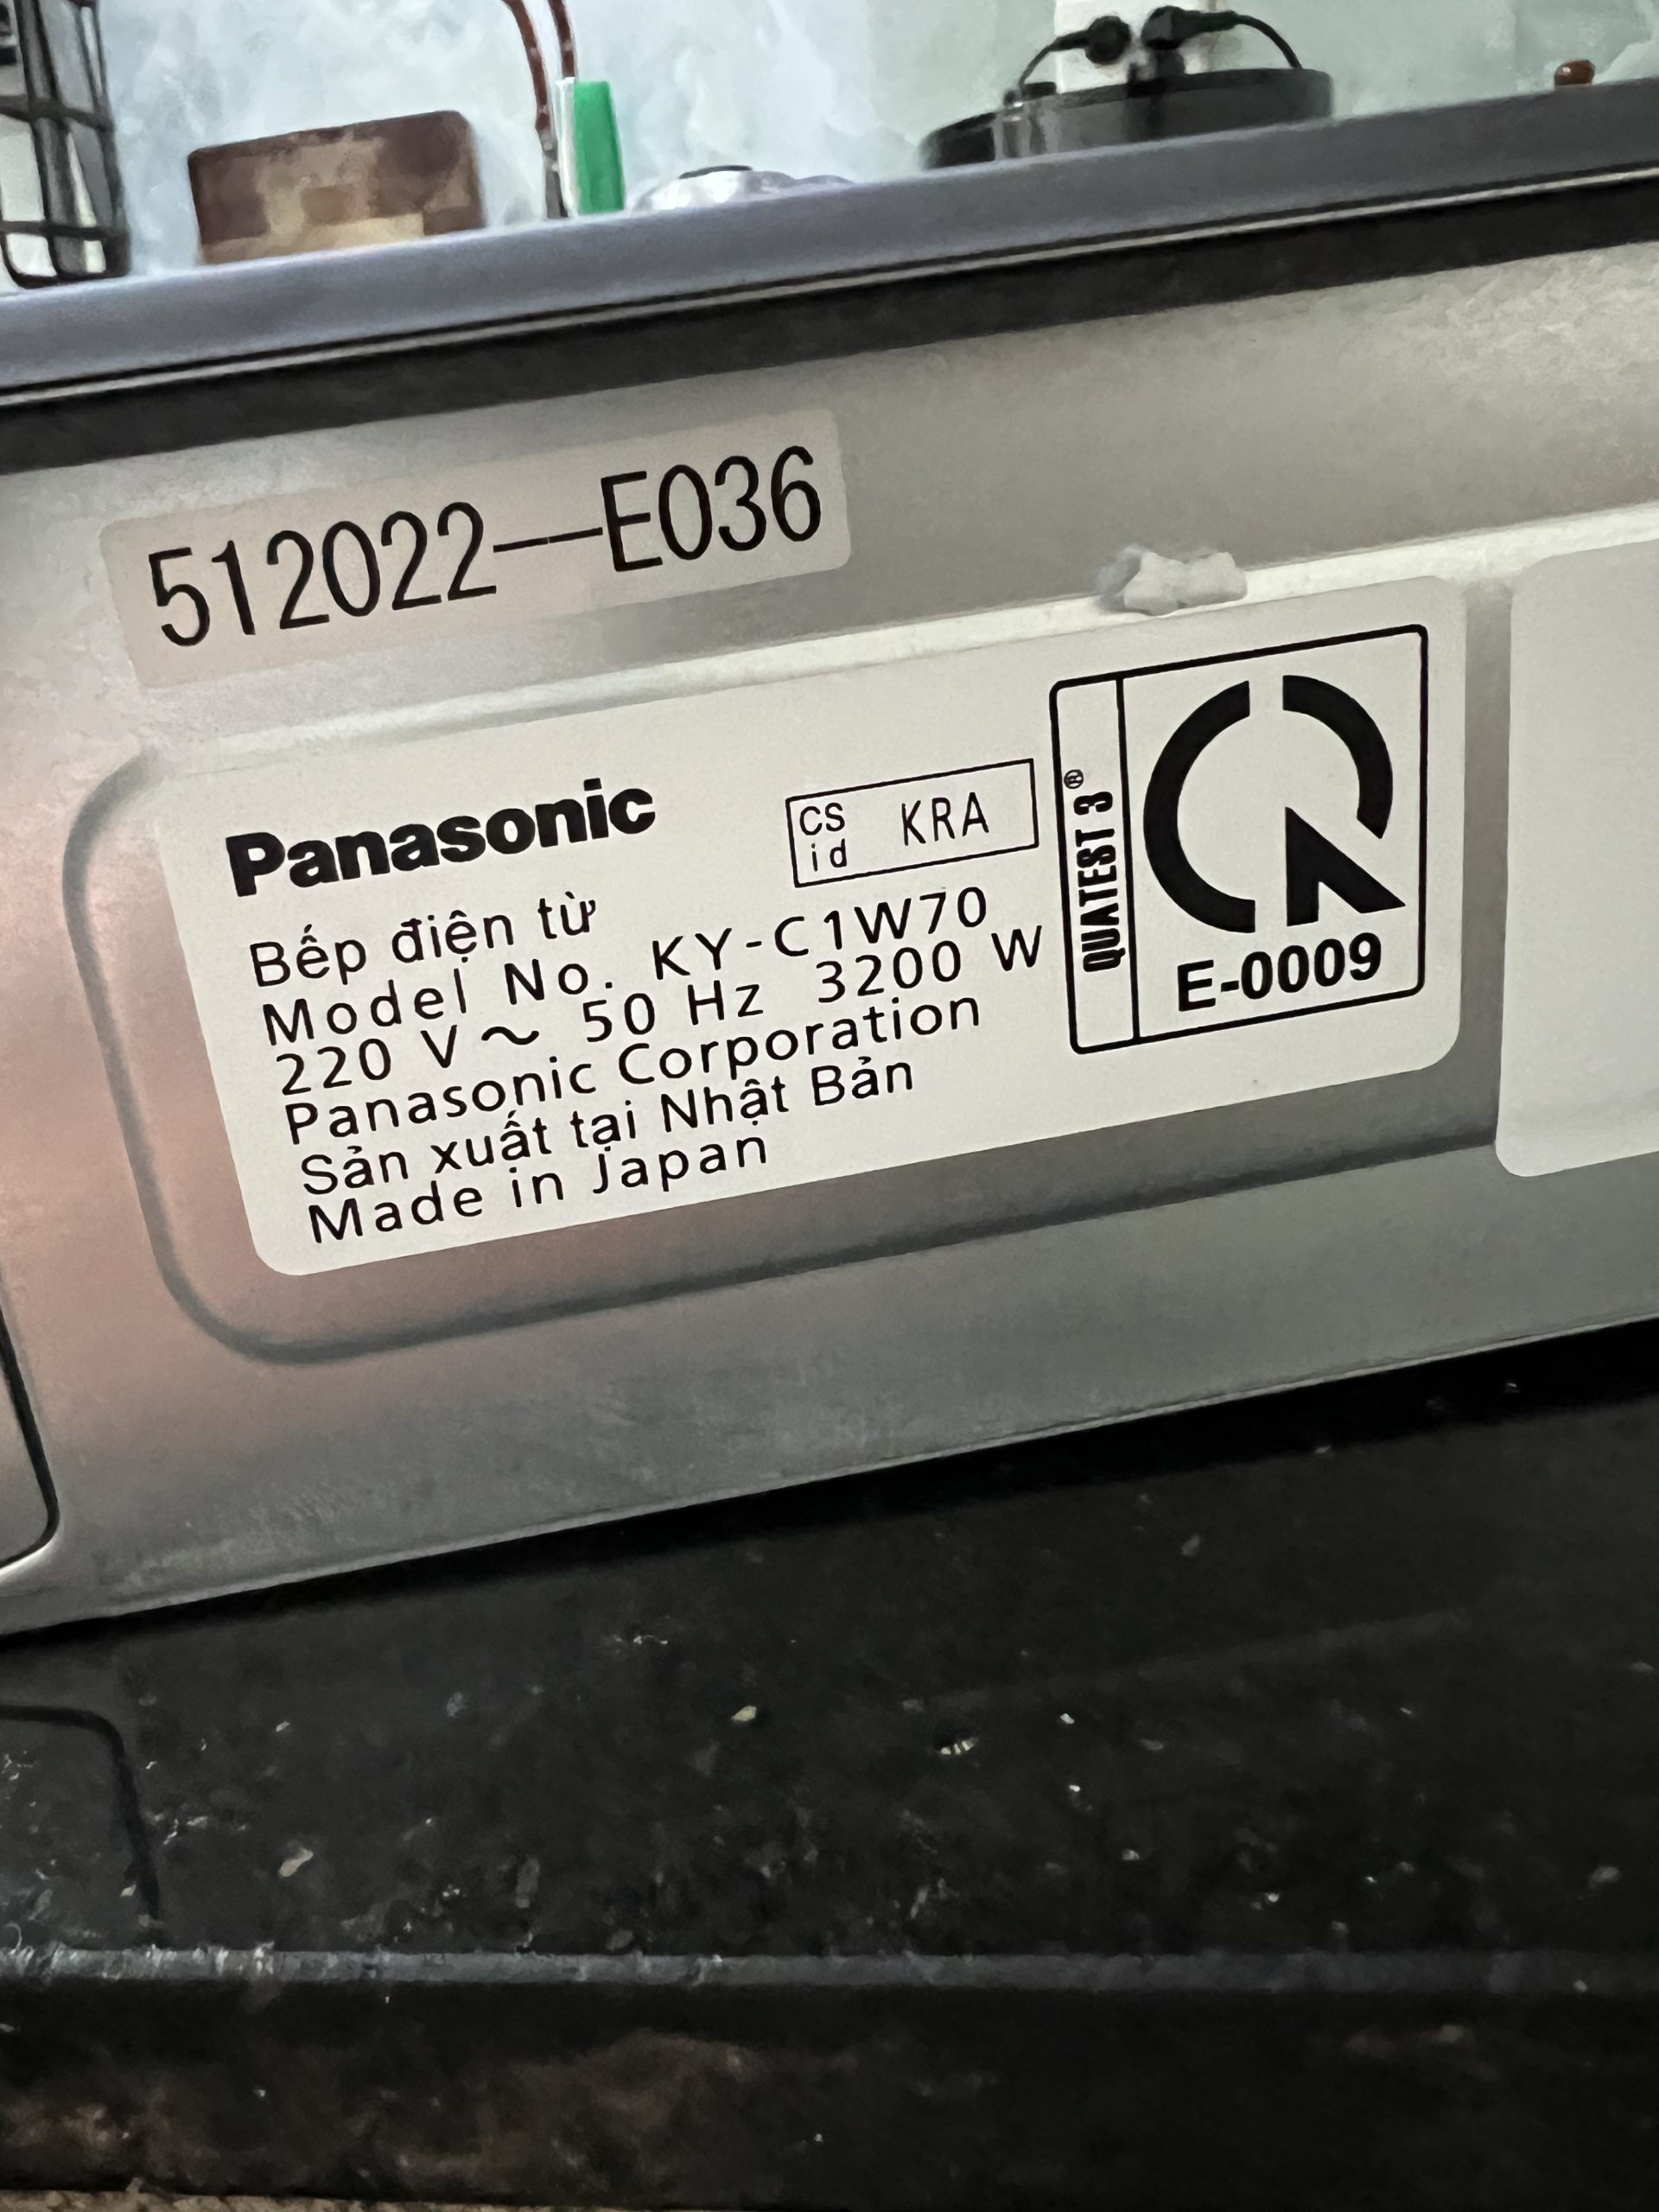 512022--E036
Panasonic
CS id KRA
Bếp điện từ
Model No. KY-C1W70
220 V ~ 50 Hz 3200 W
Panasonic Corporation
Sản xuất tại Nhật Bản
Made in Japan
QUATEST 3®
E-0009